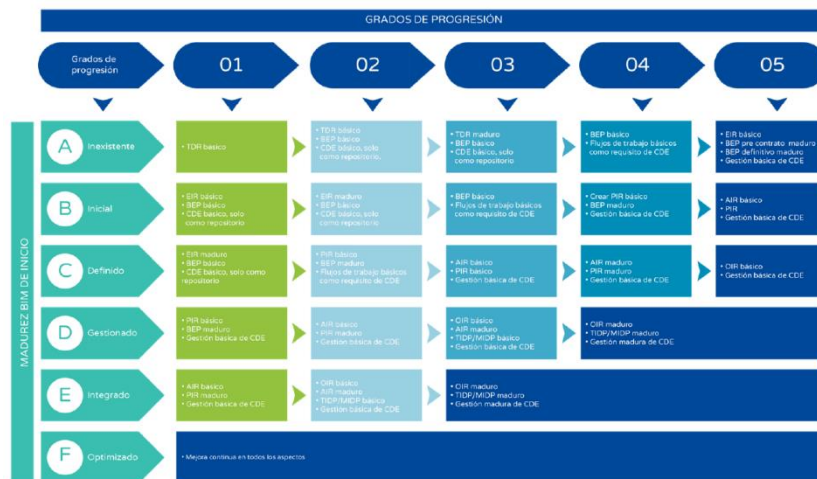 GRADOS DE PROGRESIÓN
Grados de
progresión
01
02
03
04
05
MADUREZ BIM DE INICIO
A
Inexistente
• TDR básico
• TDR básico
• BEP básico
• CDE básico, solo
como repositorio.
• TDR maduro
• BEP básico
• CDE básico, solo
como repositorio
• BEP básico
• Flujos de trabajo básicos
como requisito de CDE
• EIR básico
• BEP pre contrato maduro
• BEP definitivo maduro
• Gestión básica de CDE
B
Inicial
• EIR básico
• BEP básico
• CDE básico, solo
como repositorio
• EIR maduro
• BEP básico
• CDE básico, solo
como repositorio
• BEP básico
• Flujos de trabajo básicos
como requisito de CDE
• Crear PIR básico
• BEP maduro
• Gestión básica de CDE
• AIR básico
• PIR
• Gestión básica de CDE
C
Definido
• EIR maduro
• BEP básico
• CDE básico, solo como
repositorio
• PIR básico
• BEP maduro
• Flujos de trabajo básicos
como requisito de CDE
• AIR básico
• PIR básico
• Gestión básica de CDE
• AIR maduro
• PIR maduro
• Gestión básica de CDE
• OIR básico
• Gestión básica de CDE
D
Gestionado
• PIR básico
• BEP maduro
• Gestión básica de CDE
• AIR básico
• PIR maduro
• Gestión básica de CDE
• OIR básico
• AIR maduro
• TIDP/MIDP básico
• Gestión básica de CDE
• OIR maduro
• TIDP/MIDP maduro
• Gestión madura de CDE
E
Integrado
• AIR básico
• PIR maduro
• Gestión básica de CDE
• OIR básico
• AIR maduro
• TIDP/MIDP básico
• Gestión básica de CDE
• OIR maduro
• TIDP/MIDP maduro
• Gestión madura de CDE
F
Optimizado
• Mejora continue en todos los aspectos